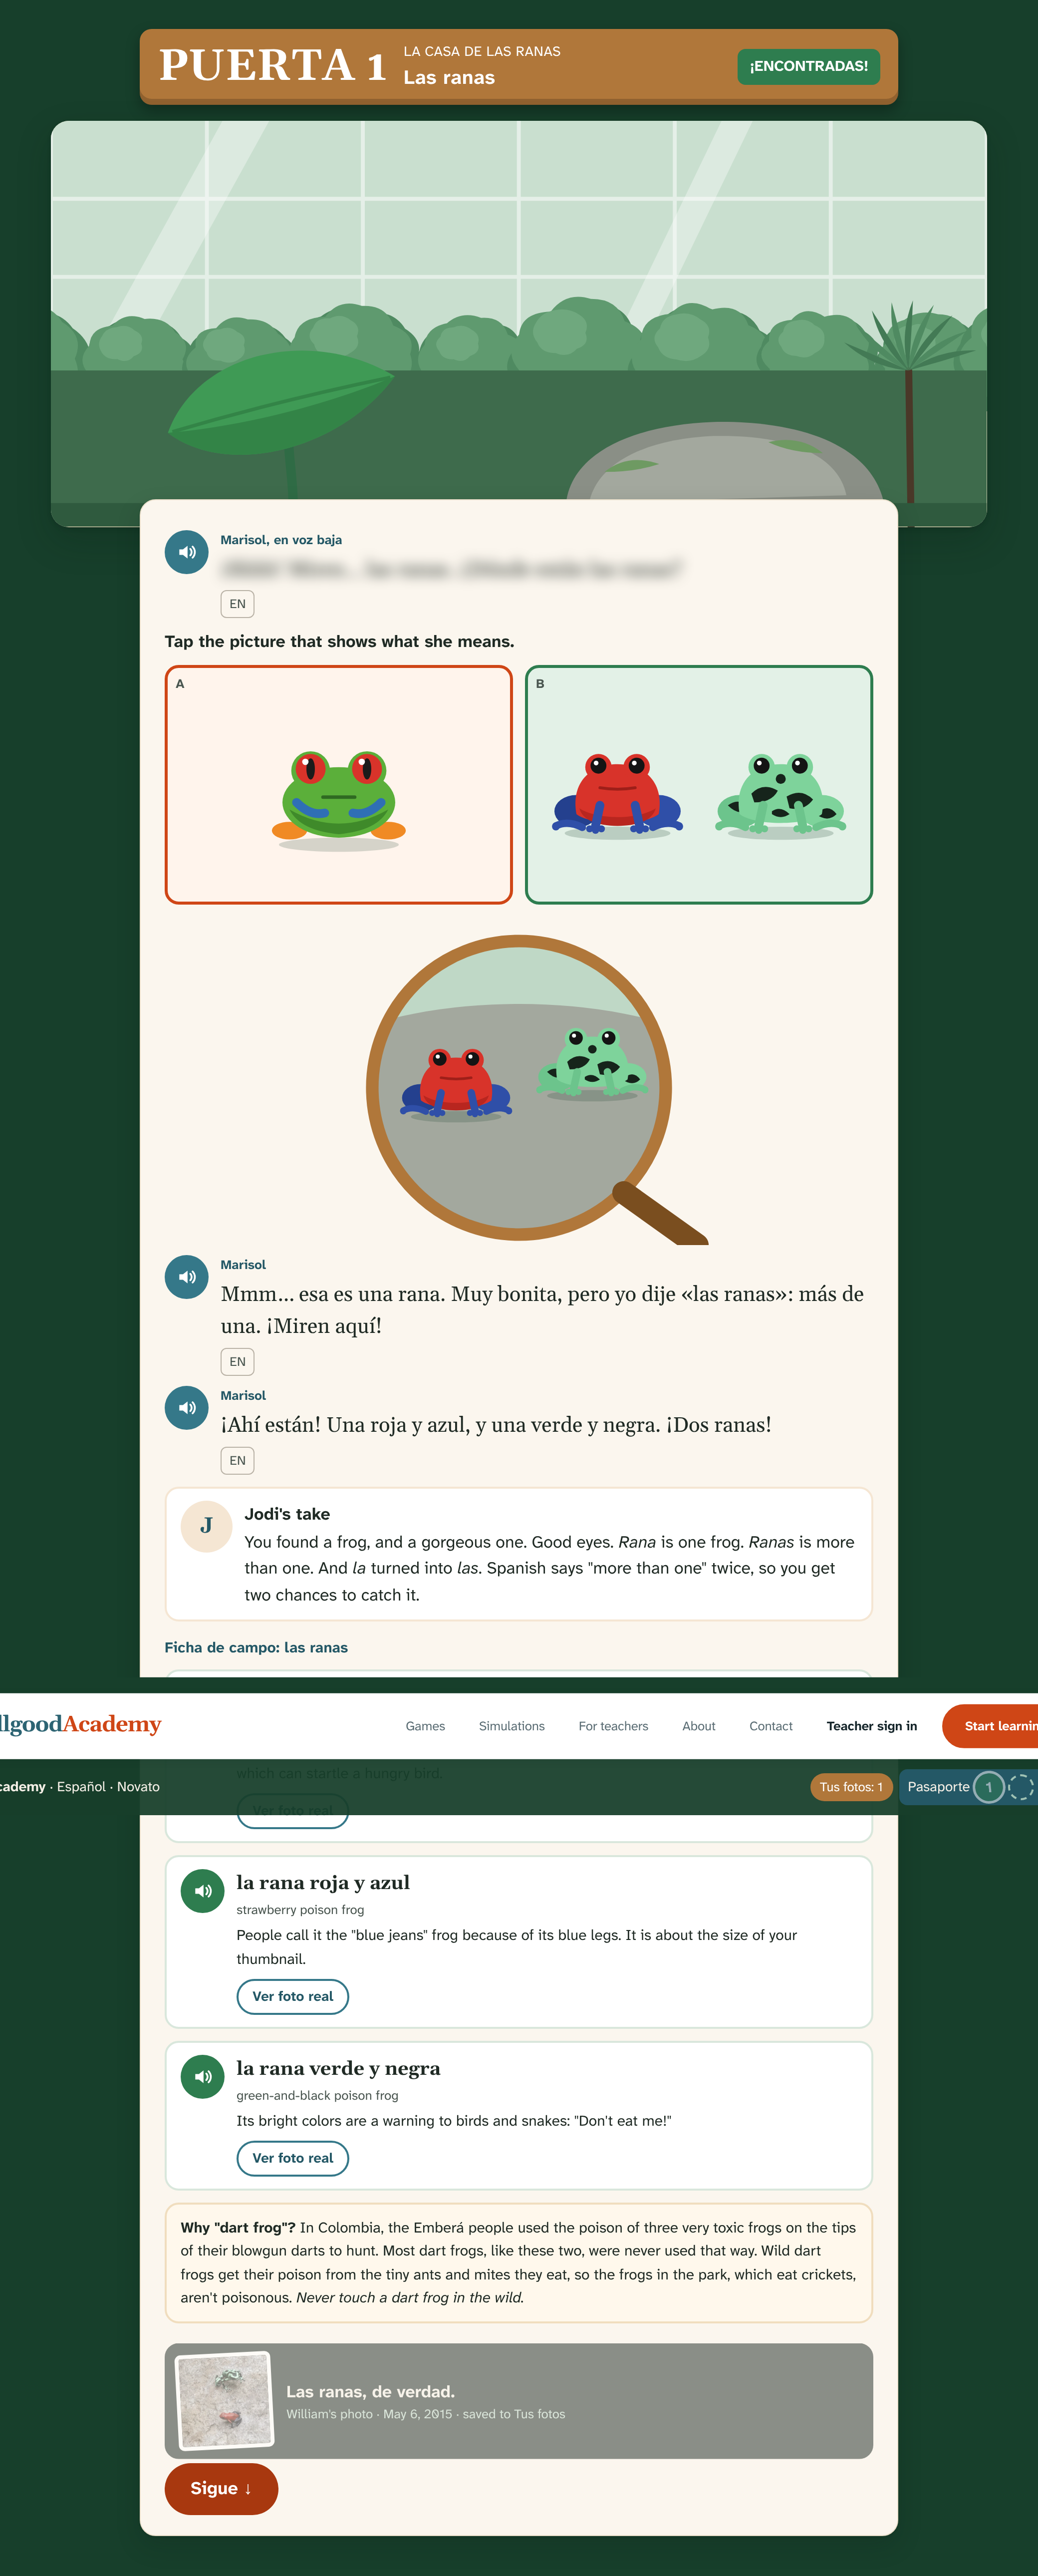 PUERTA 1
LA CASA DE LAS RANAS
Las ranas
¡ENCONTRADAS!
Marisol, en voz baja
EN
Tap the picture that shows what she means.
A
B
Marisol
Mmm... esa es una rana. Muy bonita, pero yo dije «las ranas»: más de
una. ¡Miren aquí!
EN
Marisol
¡Ahí están! Una roja y azul, y una verde y negra. ¡Dos ranas!
EN
J
Jodi's take
You found a frog, and a gorgeous one. Good eyes. Rana is one frog. Ranas is more
than one. And la turned into las. Spanish says "more than one" twice, so you get
two chances to catch it.
Ficha de campo: las ranas
llgoodAcademy
Games
Simulations
For teachers
About
Contact
Teacher sign in
Start learnin
which can startle a hungry bird.
cademy · Español · Novato
Tus fotos: 1
Pasaporte
1
Ver foto real
la rana roja y azul
strawberry poison frog
People call it the "blue jeans" frog because of its blue legs. It is about the size of your
thumbnail.
Ver foto real
la rana verde y negra
green-and-black poison frog
Its bright colors are a warning to birds and snakes: "Don't eat me!"
Ver foto real
Why "dart frog"? In Colombia, the Emberá people used the poison of three very toxic frogs on the tips
of their blowgun darts to hunt. Most dart frogs, like these two, were never used that way. Wild dart
frogs get their poison from the tiny ants and mites they eat, so the frogs in the park, which eat crickets,
aren't poisonous. Never touch a dart frog in the wild.
Las ranas, de verdad.
William's photo · May 6, 2015 · saved to Tus fotos
Sigue ↓